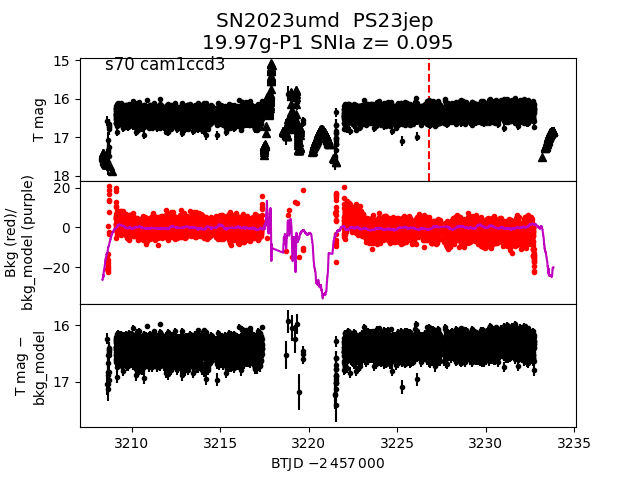 SN2023umd  PS23jep
19.97g-P1 SNIa z= 0.095
s70 cam1ccd3
15
16
17
18
T mag
20
0
−20
Bkg (red)/
bkg_model (purple)
16
17
T mag −
bkg_model
3210 3215 3220 3225 3230 3235
BTJD −2 457 000